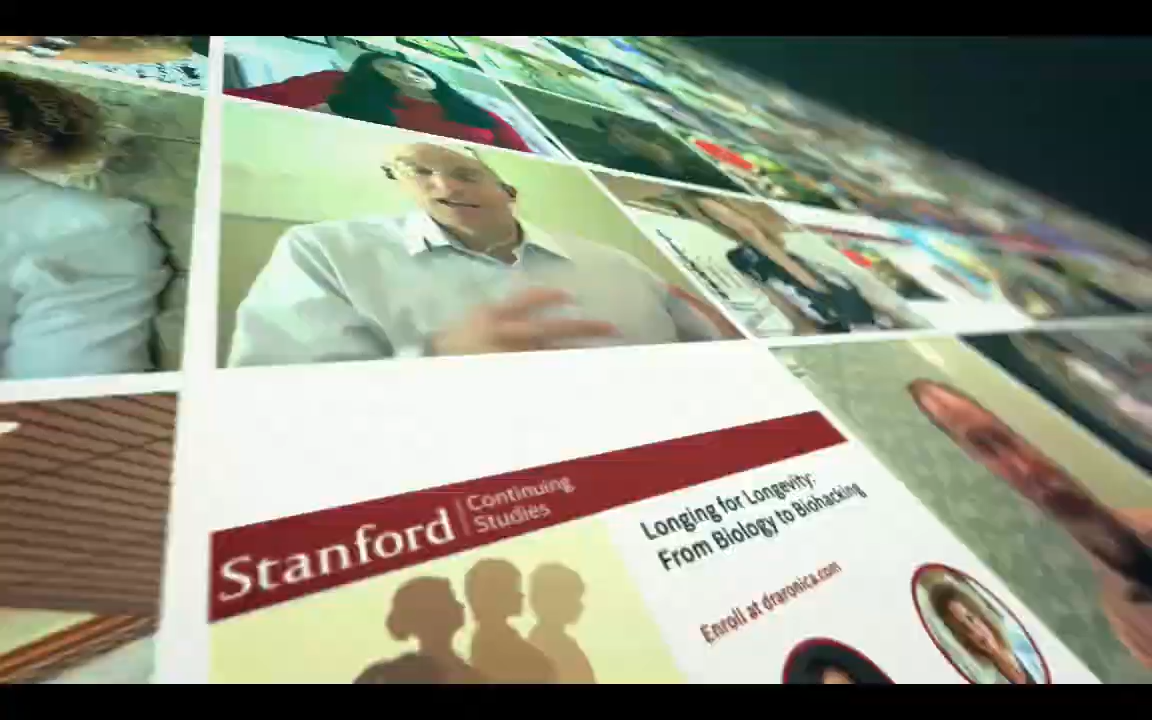 Stanford
Continuing
Studies
Longing for Longevity:
From Biology to Biohacking
Enroll at draronica.com